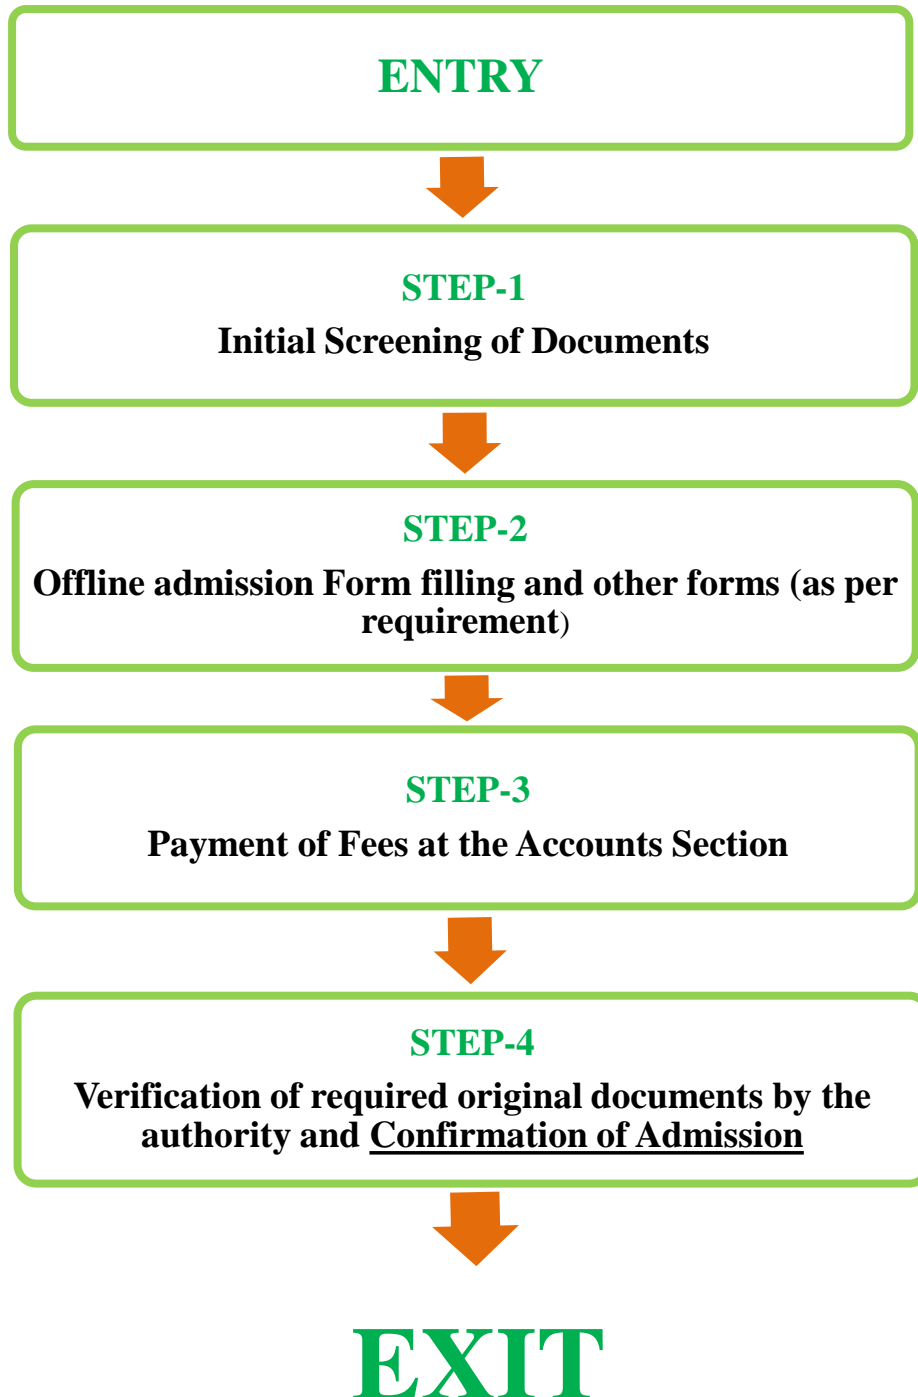 ENTRY
STEP-1
Initial Screening of Documents
STEP-2
Offline admission Form filling and other forms (as per
requirement)
STEP-3
Payment of Fees at the Accounts Section
STEP-4
Verification of required original documents by the
authority and Confirmation of Admission
EXIT